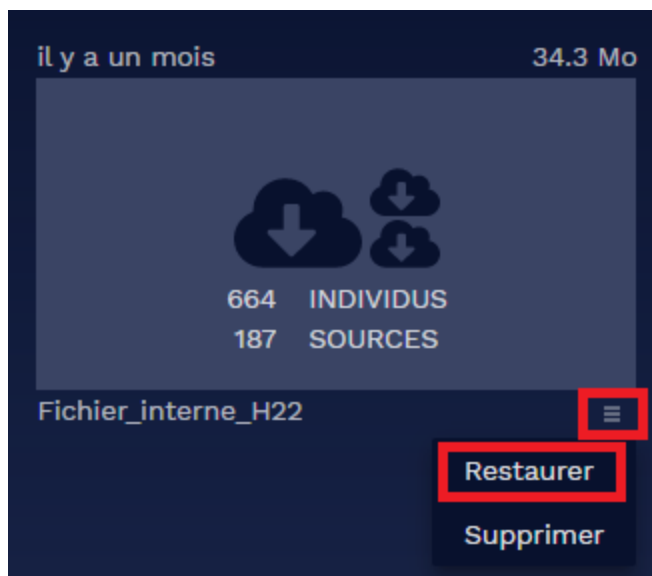 il y a un mois 34.3 Mo
664 INDIVIDUS
187 SOURCES
Fichier_interne_H22
Restaurer
Supprimer